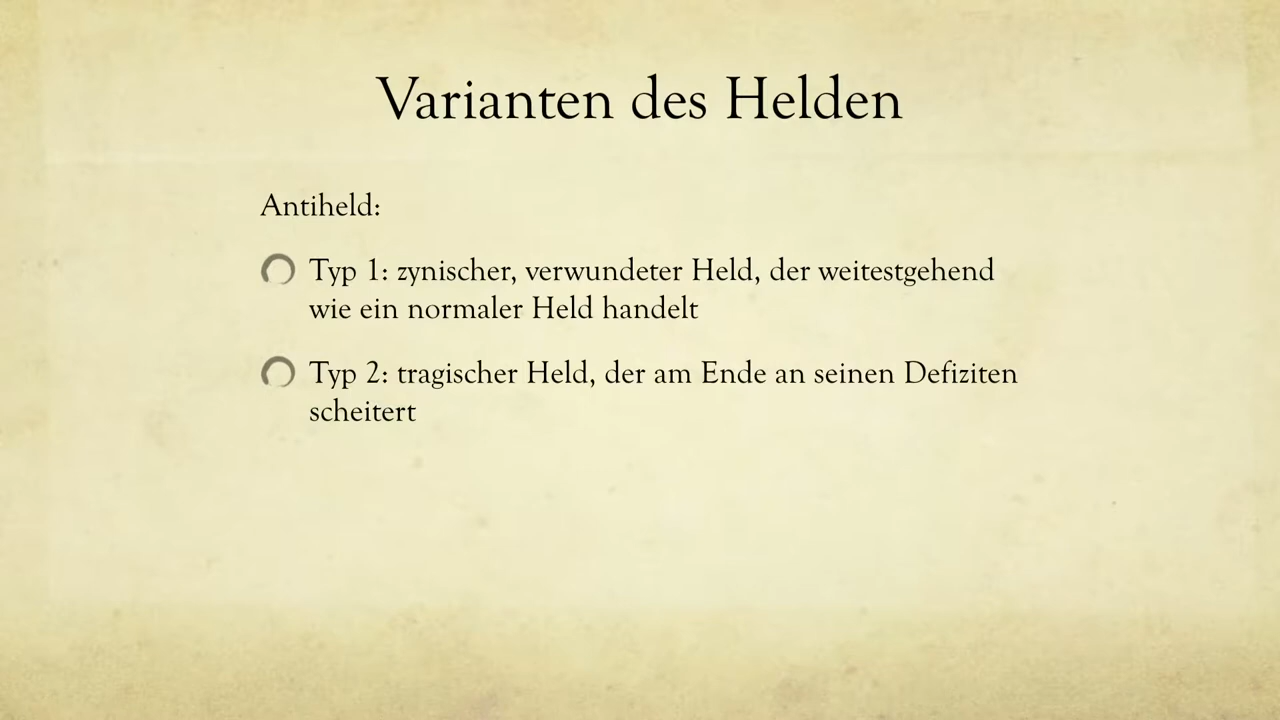 Varianten des Helden
Antiheld:
Typ 1: zynischer, verwundeter Held, der weitestgehend
wie ein normaler Held handelt
Typ 2: tragischer Held, der am Ende an seinen Defiziten
scheitert